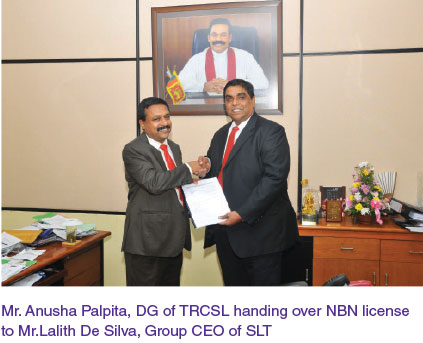 Mr. Anusha Palpita, DG of TRCSL handing over NBN license
to Mr.Lalith De Silva, Group CEO of SLT